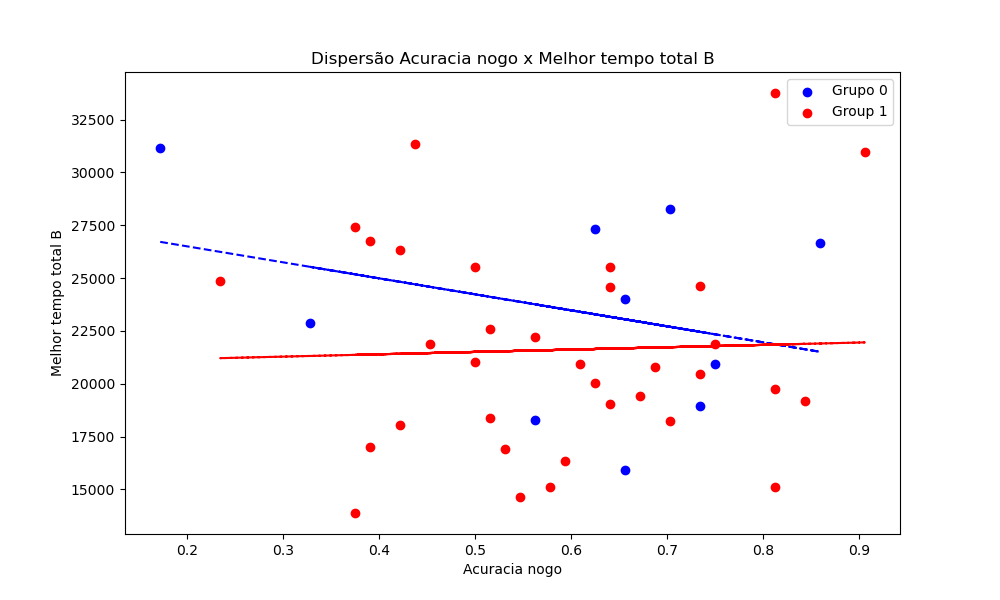 Dispersão Acuracia nogo x Melhor tempo total B
Grupo 0
Group 1
Melhor tempo total B
32500
30000
27500
25000
22500
20000
17500
15000
0.2 0.3 0.4 0.5 0.6 0.7 0.8 0.9
Acuracia nogo